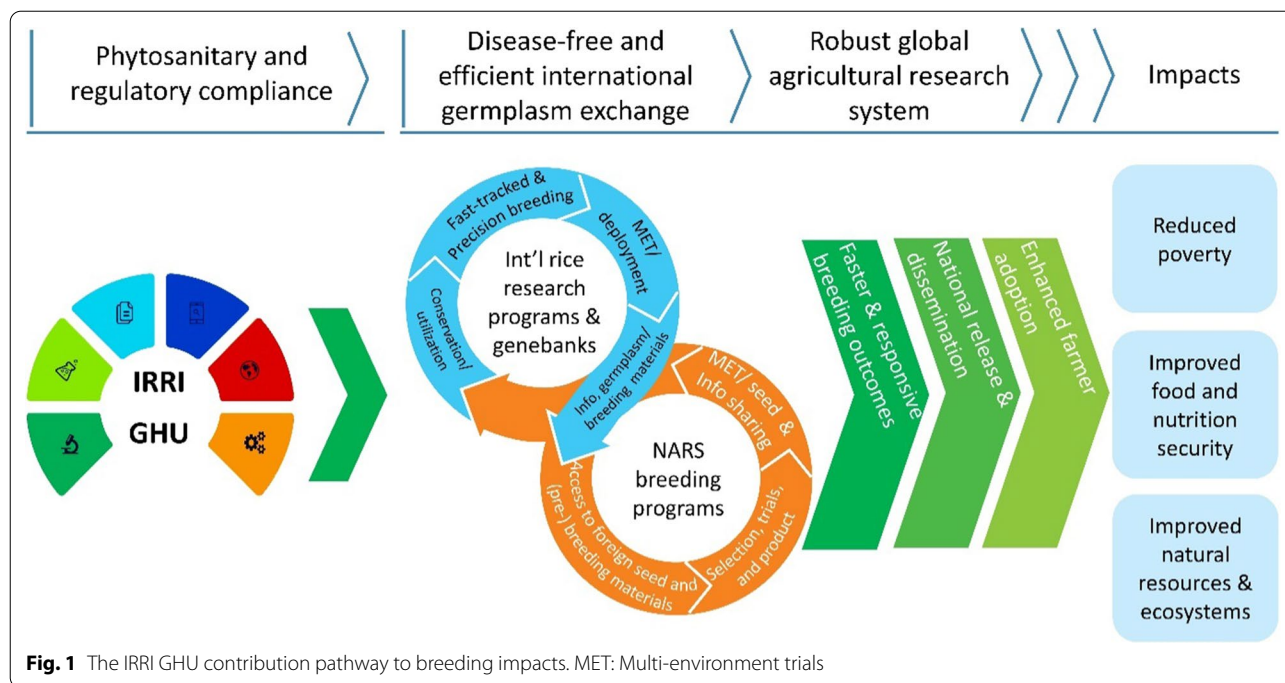 Phytosanitary and
regulatory compliance
Disease-free and
efficient international
germplasm exchange
Robust global
agricultural research
system
Impacts
IRRI
GHU
Fast-tracked &
Precision breeding
MET/
deployment
Conservation/
utilization
Info, germplasm/
breeding materials
Int'l rice
research
programs &
genebanks
MET/ seed &
Info sharing
Access to foreign seed and
(pre-) breeding materials
Selection, trials,
and product
NARS
breeding
programs
Faster & responsive
breeding outcomes
National release &
dissemination
Enhanced farmer
adoption
Reduced
poverty
Improved
food and
nutrition
security
Improved
natural
resources &
ecosystems
Fig. 1 The IRRI GHU contribution pathway to breeding impacts. MET: Multi-environment trials